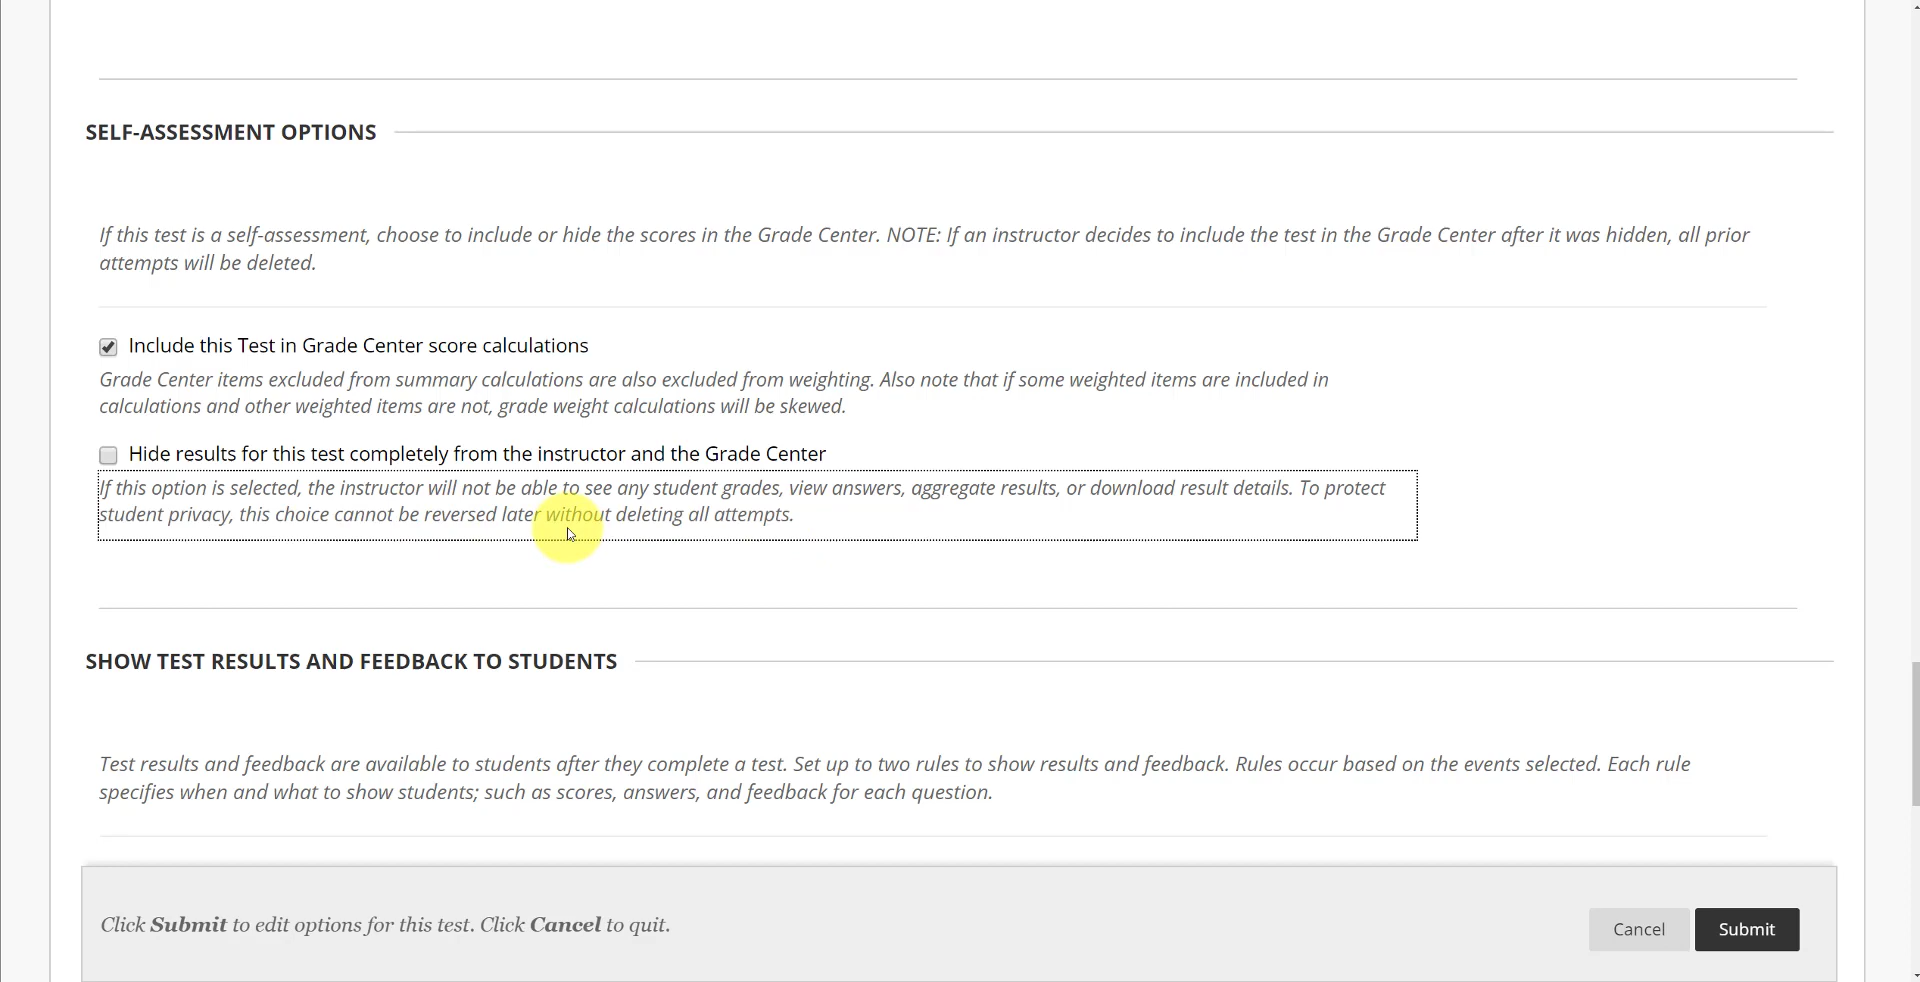 SELF-ASSESSMENT OPTIONS
If this test is a self-assessment, choose to include or hide the scores in the Grade Center. NOTE: If an instructor decides to include the test in the Grade Center after it was hidden, all prior
attempts will be deleted.
Include this Test in Grade Center score calculations
Grade Center items excluded from summary calculations are also excluded from weighting. Also note that if some weighted items are included in
calculations and other weighted items are not, grade weight calculations will be skewed.
Hide results for this test completely from the instructor and the Grade Center
If this option is selected, the instructor will not be able to see any student grades, view answers, aggregate results, or download result details. To protect
student privacy, this choice cannot be reversed later without deleting all attempts.
SHOW TEST RESULTS AND FEEDBACK TO STUDENTS
Test results and feedback are available to students after they complete a test. Set up to two rules to show results and feedback. Rules occur based on the events selected. Each rule
specifies when and what to show students; such as scores, answers, and feedback for each question.
Click Submit to edit options for this test. Click Cancel to quit.
Cancel
Submit